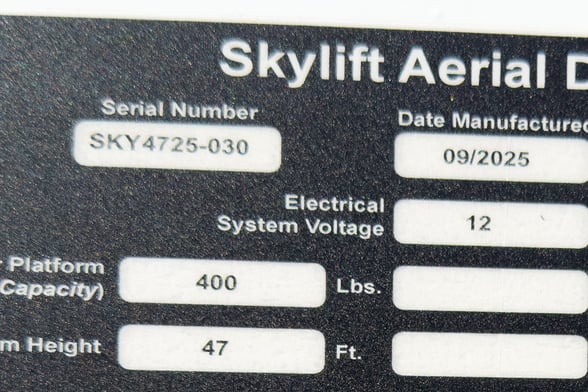 Skylift Aerial D
Serial Number
Date Manufactured
SKY4725-030
09/2025
Electrical
System Voltage
12
Platform
Capacity)
400
Lbs.
m Height
47
Ft.